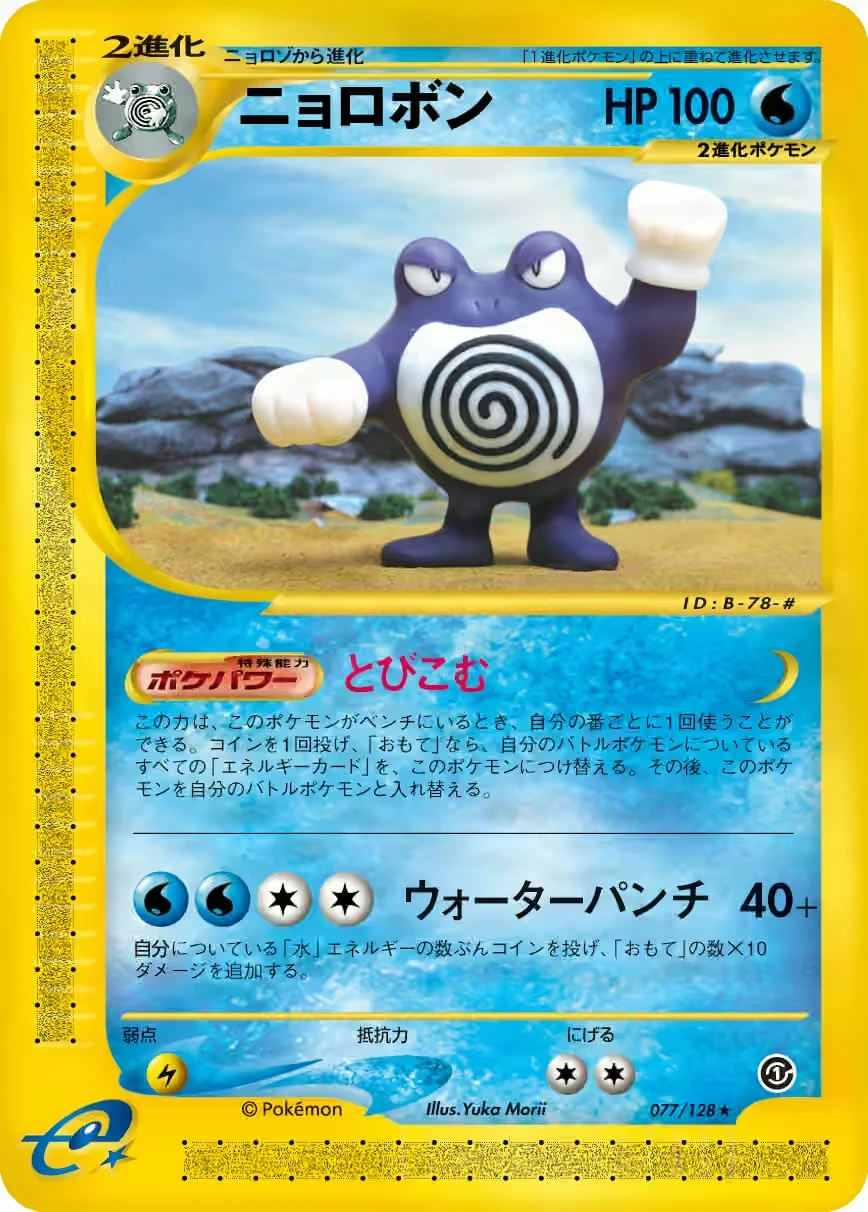 2進化
ニョロゾから進化
「1進化ポケモン」の上に重ねて進化させます。
ニョロボン
HP 100
2進化ポケモン
ID:B-78-#
特殊能力
ポケパワー
とびこむ
この力は、このポケモンがベンチにいるとき、自分の番ごとに1回使うことが
できる。コインを1回投げ、「おもて」なら、自分のバトルポケモンについている
すべての「エネルギーカード」を、このポケモンにつけ替える。その後、このポケ
モンを自分のバトルポケモンと入れ替える。
ウォーターパンチ 40+
自分についている「水」エネルギーの数ぶんコインを投げ、「おもて」の数×10
ダメージを追加する。
弱点 抵抗力 にげる
1
© Pokémon Illus.Yuka Morii 077/128★
e